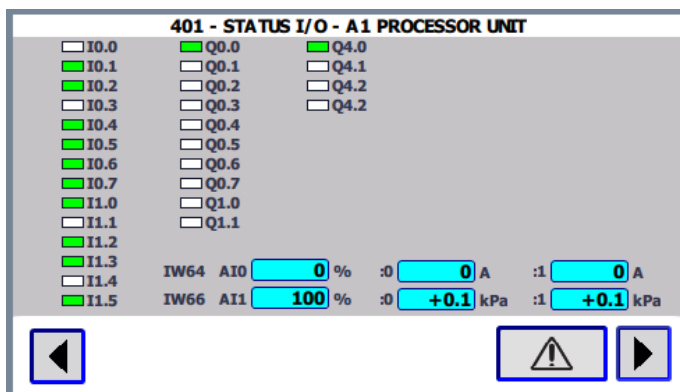 401 - STATUS I/O - A1 PROCESSOR UNIT
I0.0 Q0.0 Q4.0
I0.1 Q0.1 Q4.1
I0.2 Q0.2 Q4.2
I0.3 Q0.3 Q4.2
I0.4 Q0.4
I0.5 Q0.5
I0.6 Q0.6
I0.7 Q0.7
I1.0 Q1.0
I1.1 Q1.1
I1.2
I1.3
I1.4
I1.5
IW64 AI0 0 % :0 0 A :1 0 A
IW66 AI1 100 % :0 +0.1 kPa :1 +0.1 kPa